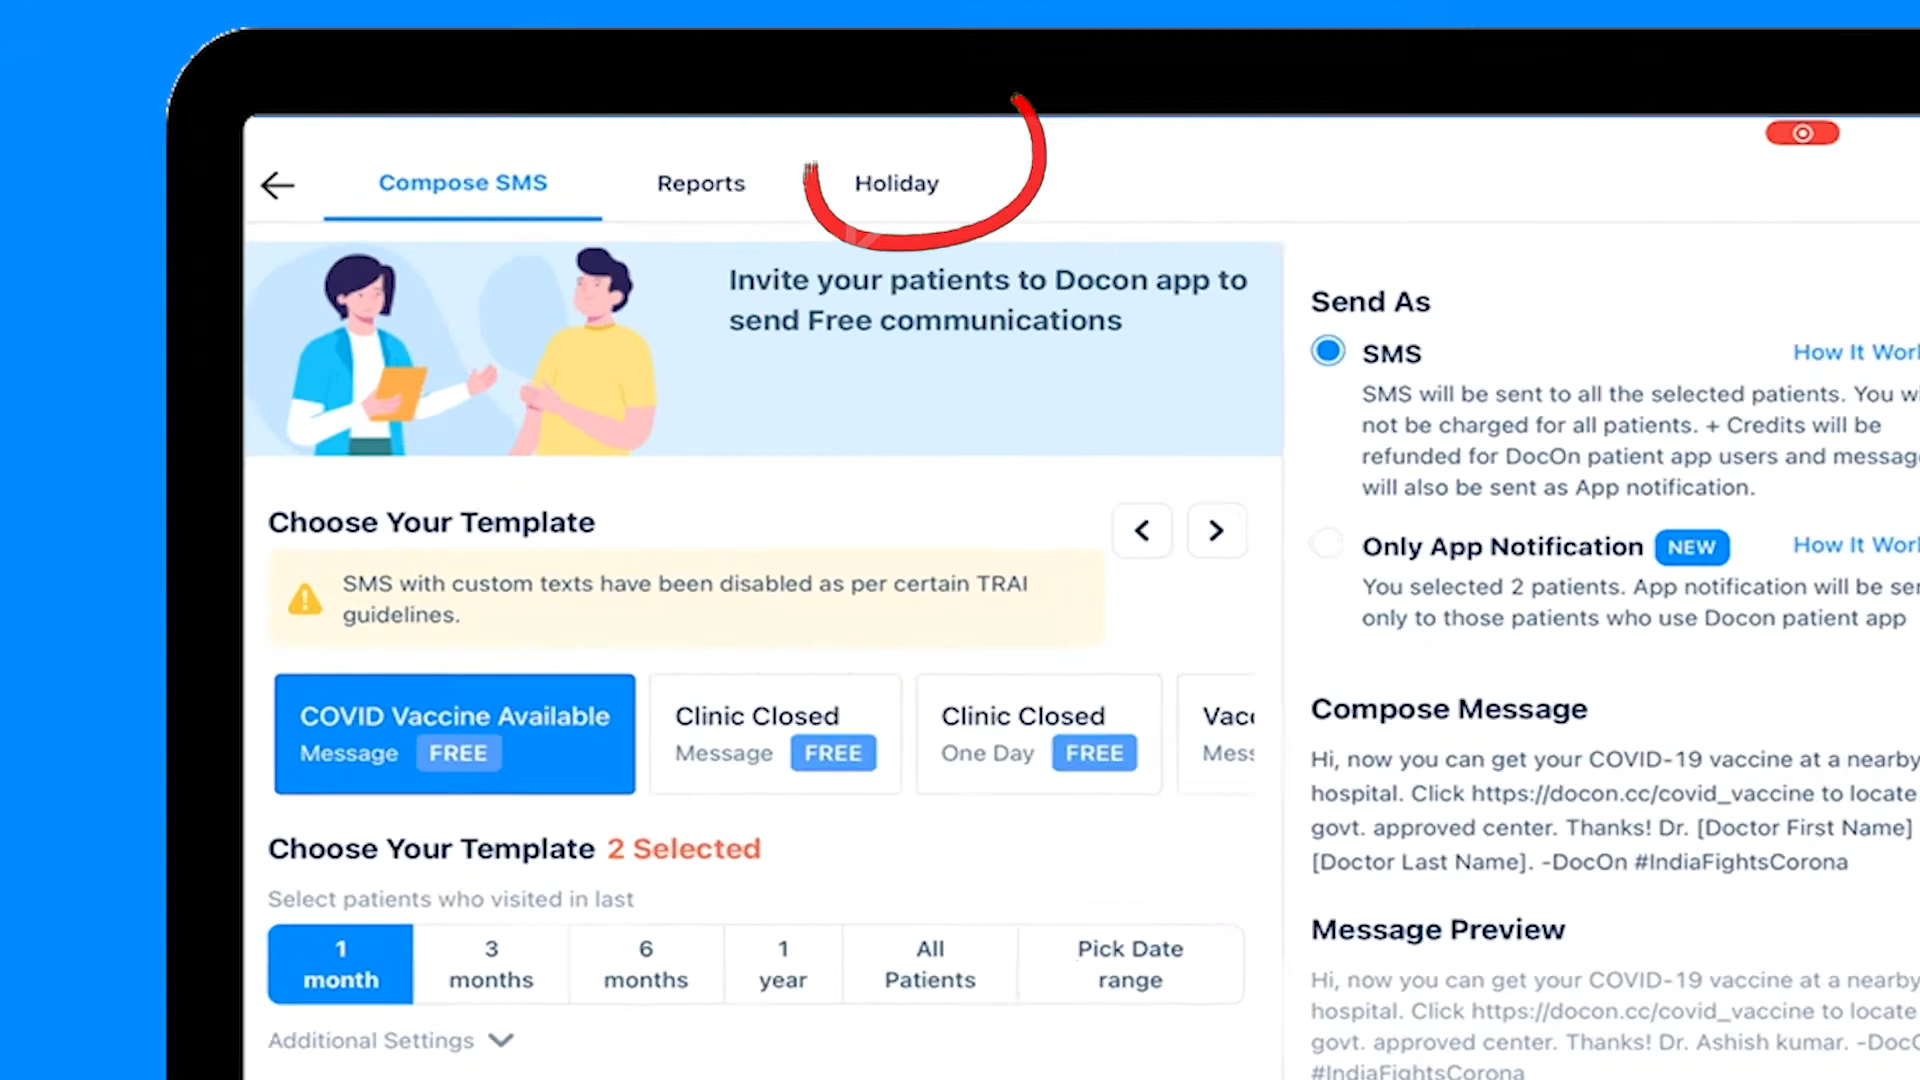 Compose SMS
Reports
Holiday
Invite your patients to Docon app to
send Free communications
Choose Your Template
SMS with custom texts have been disabled as per certain TRAI
guidelines.
COVID Vaccine Available
Message FREE
Clinic Closed
Message FREE
Clinic Closed
One Day FREE
Choose Your Template 2 Selected
Select patients who visited in last
1
month
3
months
6
months
1
year
All
Patients
Pick Date
range
Additional Settings
Send As
SMS
How It
SMS will be sent to all the selected patients. You
not be charged for all patients. + Credits will be
refunded for DocOn patient app users and
will also be sent as App notification.
Only App Notification NEW
How It
You selected 2 patients. App notification will be
only to those patients who use Docon patient app
Compose Message
Hi, now you can get your COVID-19 vaccine at a nearby
hospital. Click https://docon.cc/covid_vaccine to locate
govt. approved center. Thanks! Dr. [Doctor First Name]
[Doctor Last Name]. -DocOn #IndiaFightsCorona
Message Preview
Hi, now you can get your COVID-19 vaccine at a nearby
hospital. Click https://docon.cc/covid_vaccine to locate
govt. approved center. Thanks! Dr. Ashish kumar.
#IndiaFightsCorona